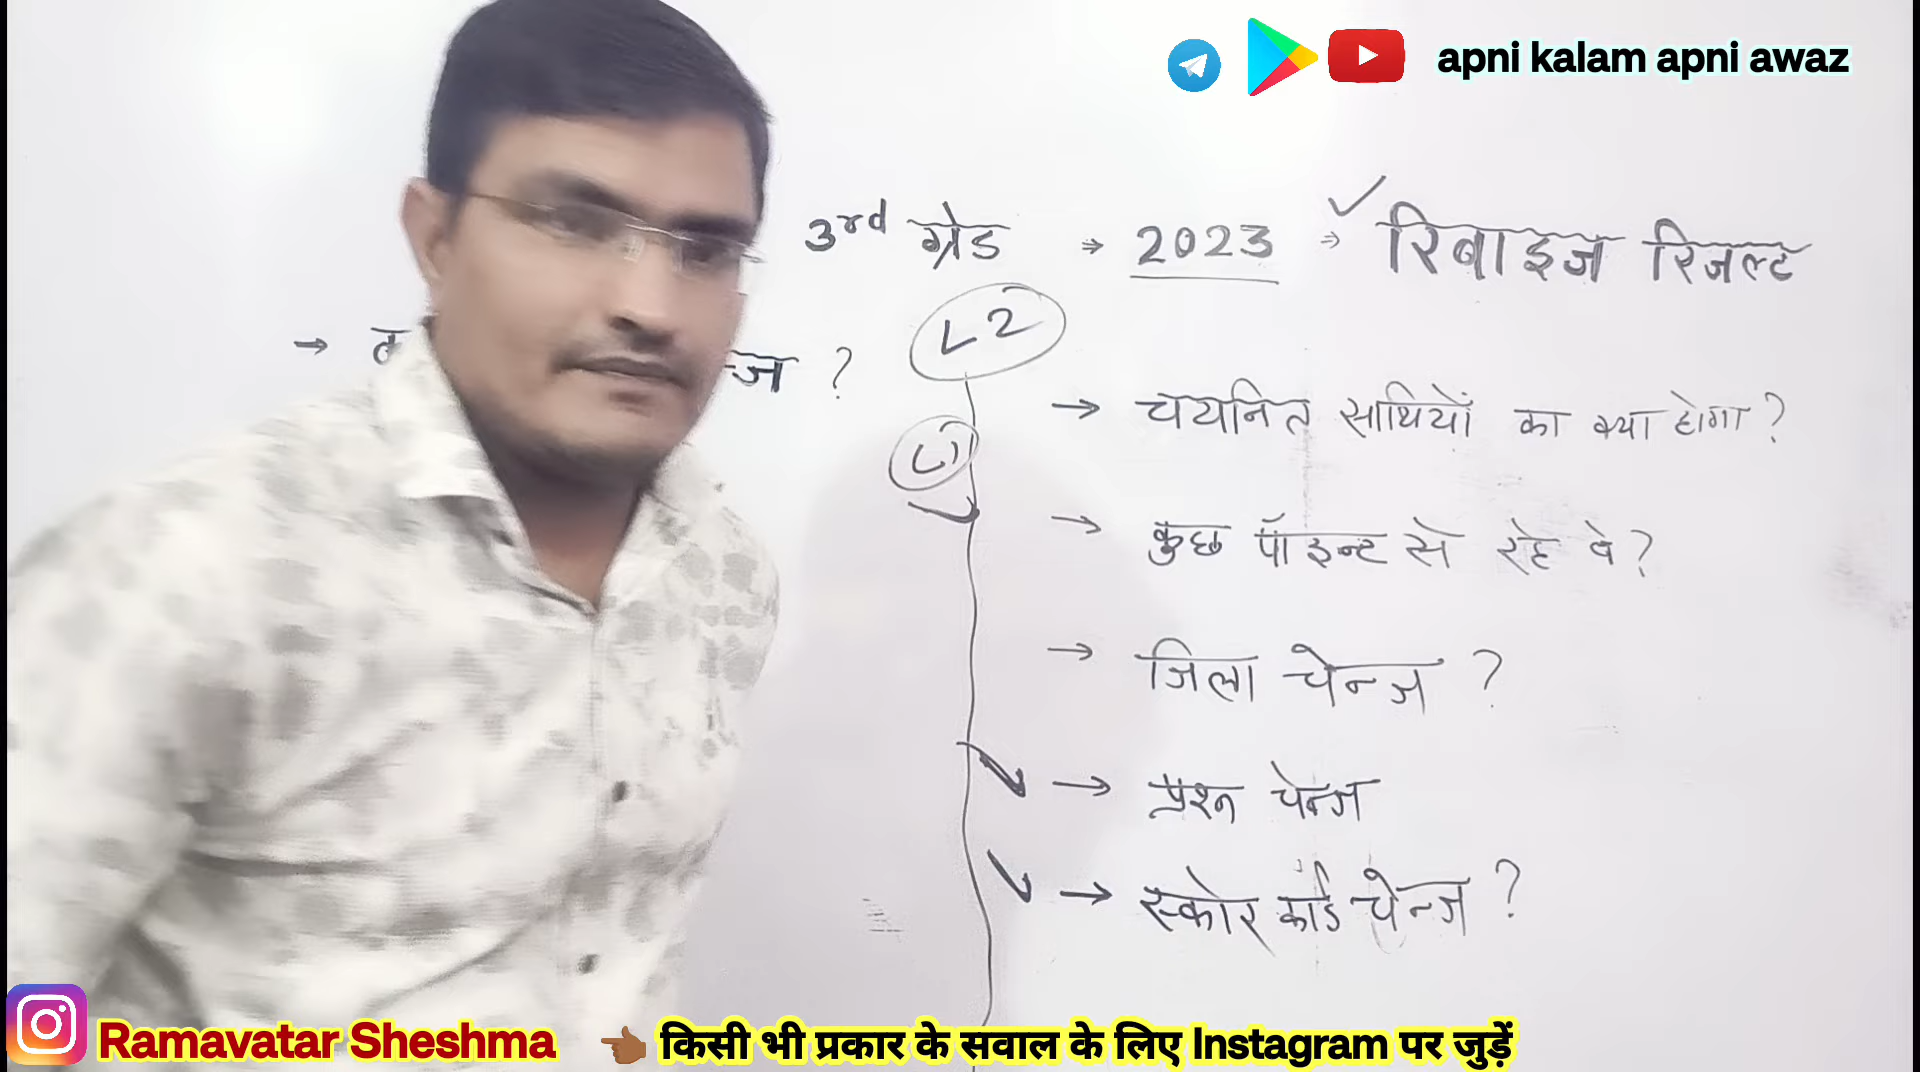 apni kalam apni awaz
3rd ग्रेड → 2023 → ✓ रिबाइज रिजल्ट
L2
L1
→ ?
→ चयनित साथियों का क्या होगा ?
→ कुछ पॉइन्ट से रहे वे ?
→ जिला चेन्ज ?
→ प्रश्न चेन्ज
→ स्कोर कार्ड चेन्ज ?
Ramavatar Sheshma
किसी भी प्रकार के सवाल के लिए Instagram पर जुड़ें